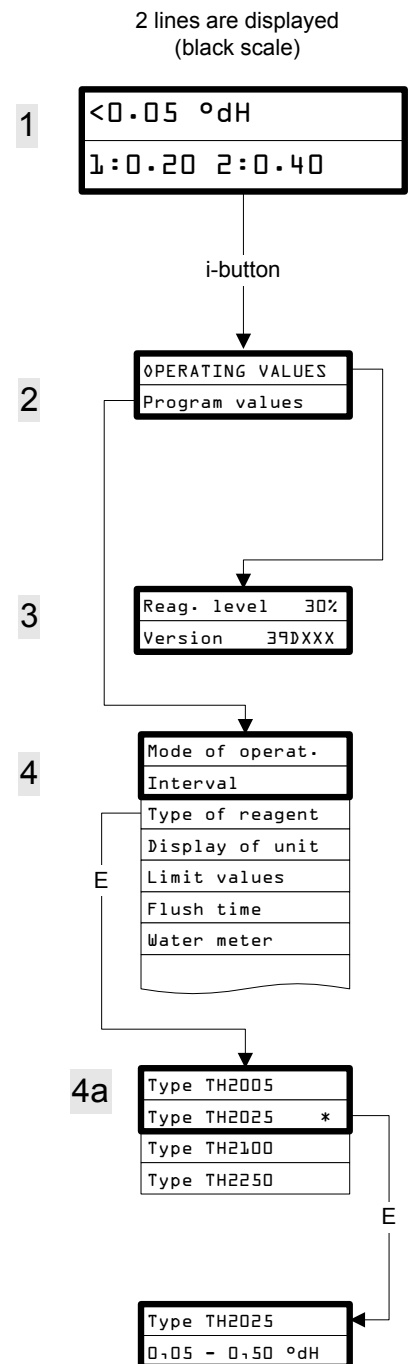 2 lines are displayed
(black scale)
1
<0.05 °dH
1:0.20 2:0.40
i-button
2
OPERATING VALUES
Program values
3
Reag. level 30%
Version 39DXXX
4
Mode of operat.
Interval
Type of reagent
Display of unit
Limit values
Flush time
Water meter
E
4a
Type TH2005
Type TH2025 *
Type TH2100
Type TH2250
E
Type TH2025
0,05 - 0,50 °dH